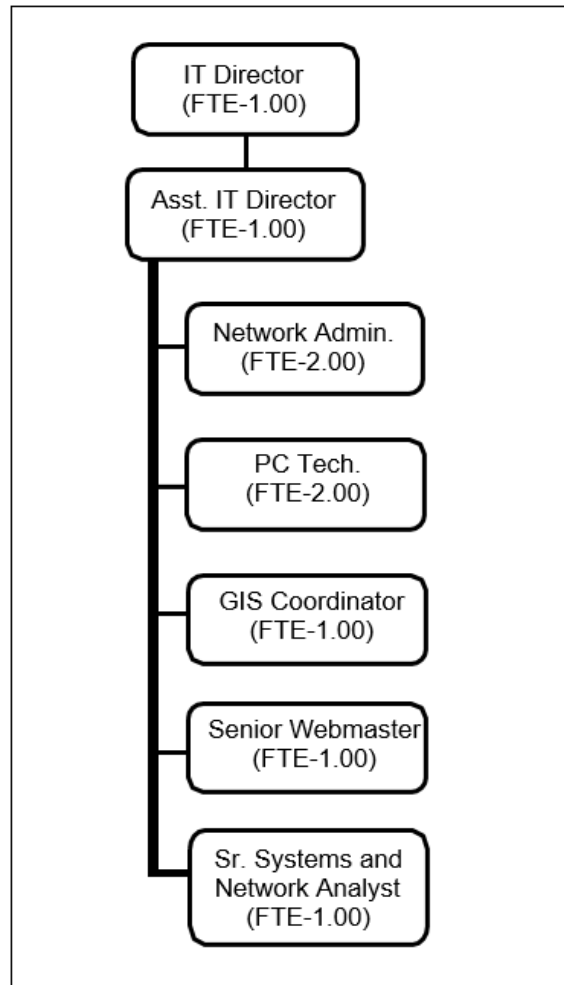 IT Director
(FTE-1.00)
Asst. IT Director
(FTE-1.00)
Network Admin.
(FTE-2.00)
PC Tech.
(FTE-2.00)
GIS Coordinator
(FTE-1.00)
Senior Webmaster
(FTE-1.00)
Sr. Systems and
Network Analyst
(FTE-1.00)